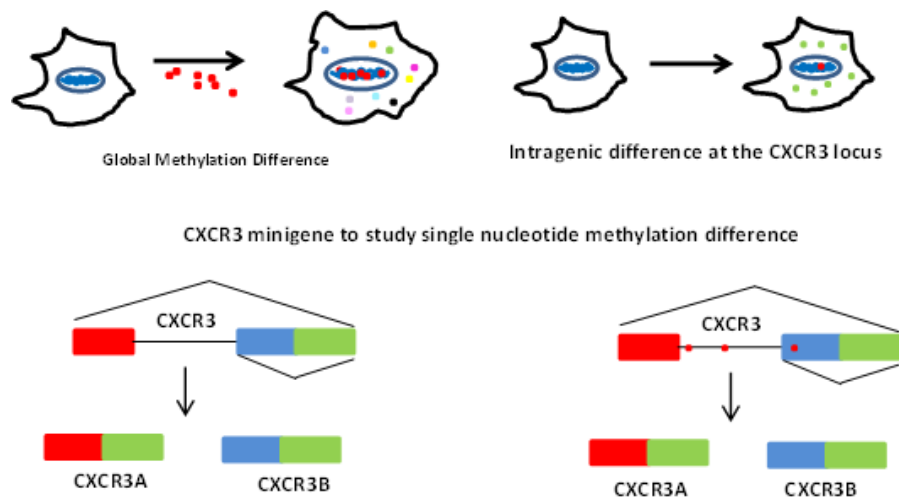 Global Methylation Difference
Intragenic difference at the CXCR3 locus
CXCR3 minigene to study single nucleotide methylation difference
CXCR3
CXCR3
CXCR3A
CXCR3B
CXCR3A
CXCR3B